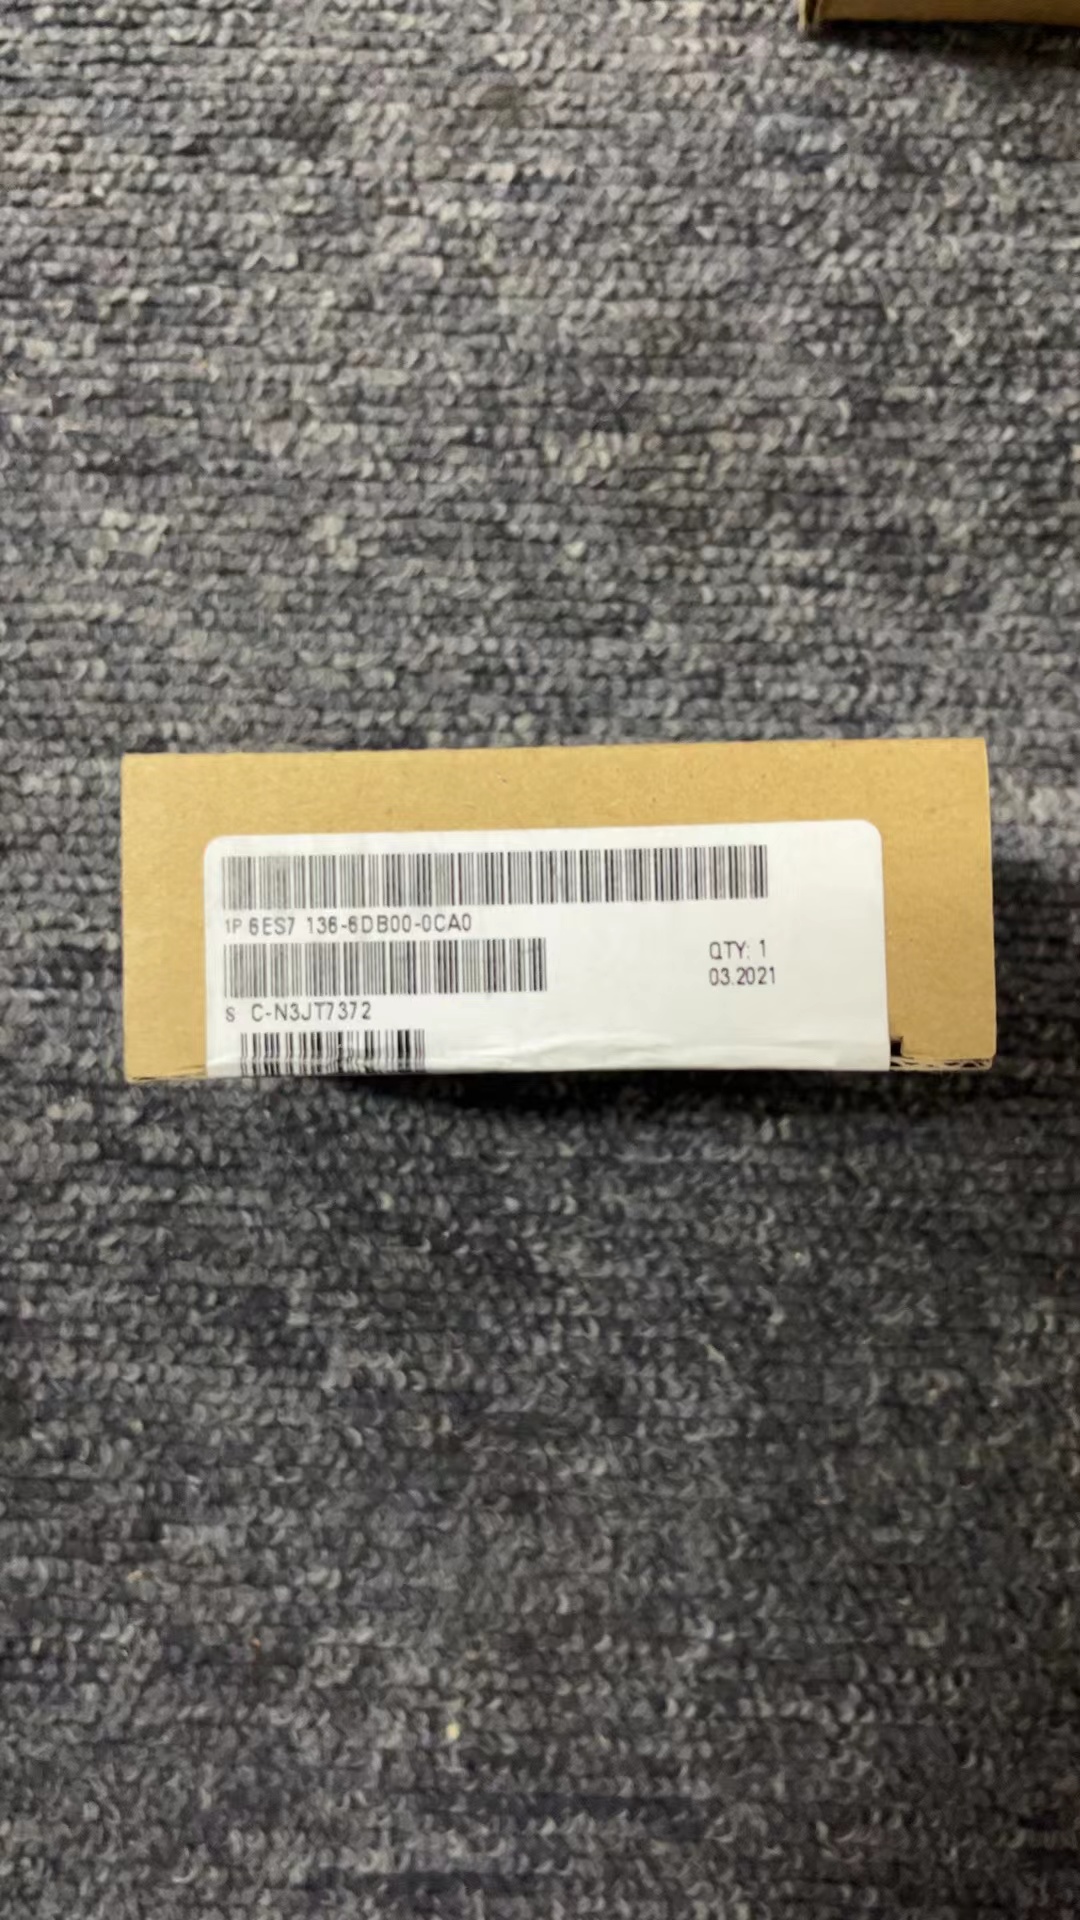 1P 6ES7 136-6DB00-0CA0
QTY: 1
03.2021
S C-N3JT7372